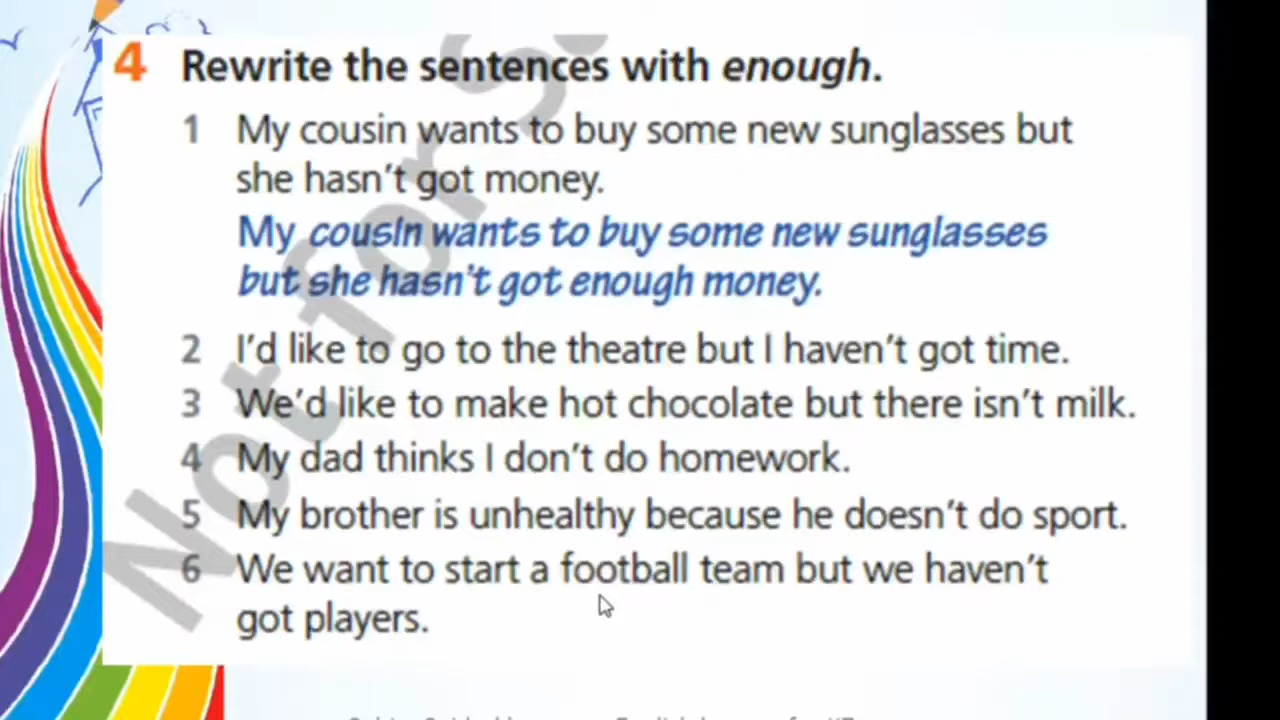 4 Rewrite the sentences with enough.
1 My cousin wants to buy some new sunglasses but
she hasn't got money.
My cousin wants to buy some new sunglasses
but she hasn't got enough money.
2 I'd like to go to the theatre but I haven't got time.
3 We'd like to make hot chocolate but there isn't milk.
4 My dad thinks I don't do homework.
5 My brother is unhealthy because he doesn't do sport.
6 We want to start a football team but we haven't
got players.
Not for